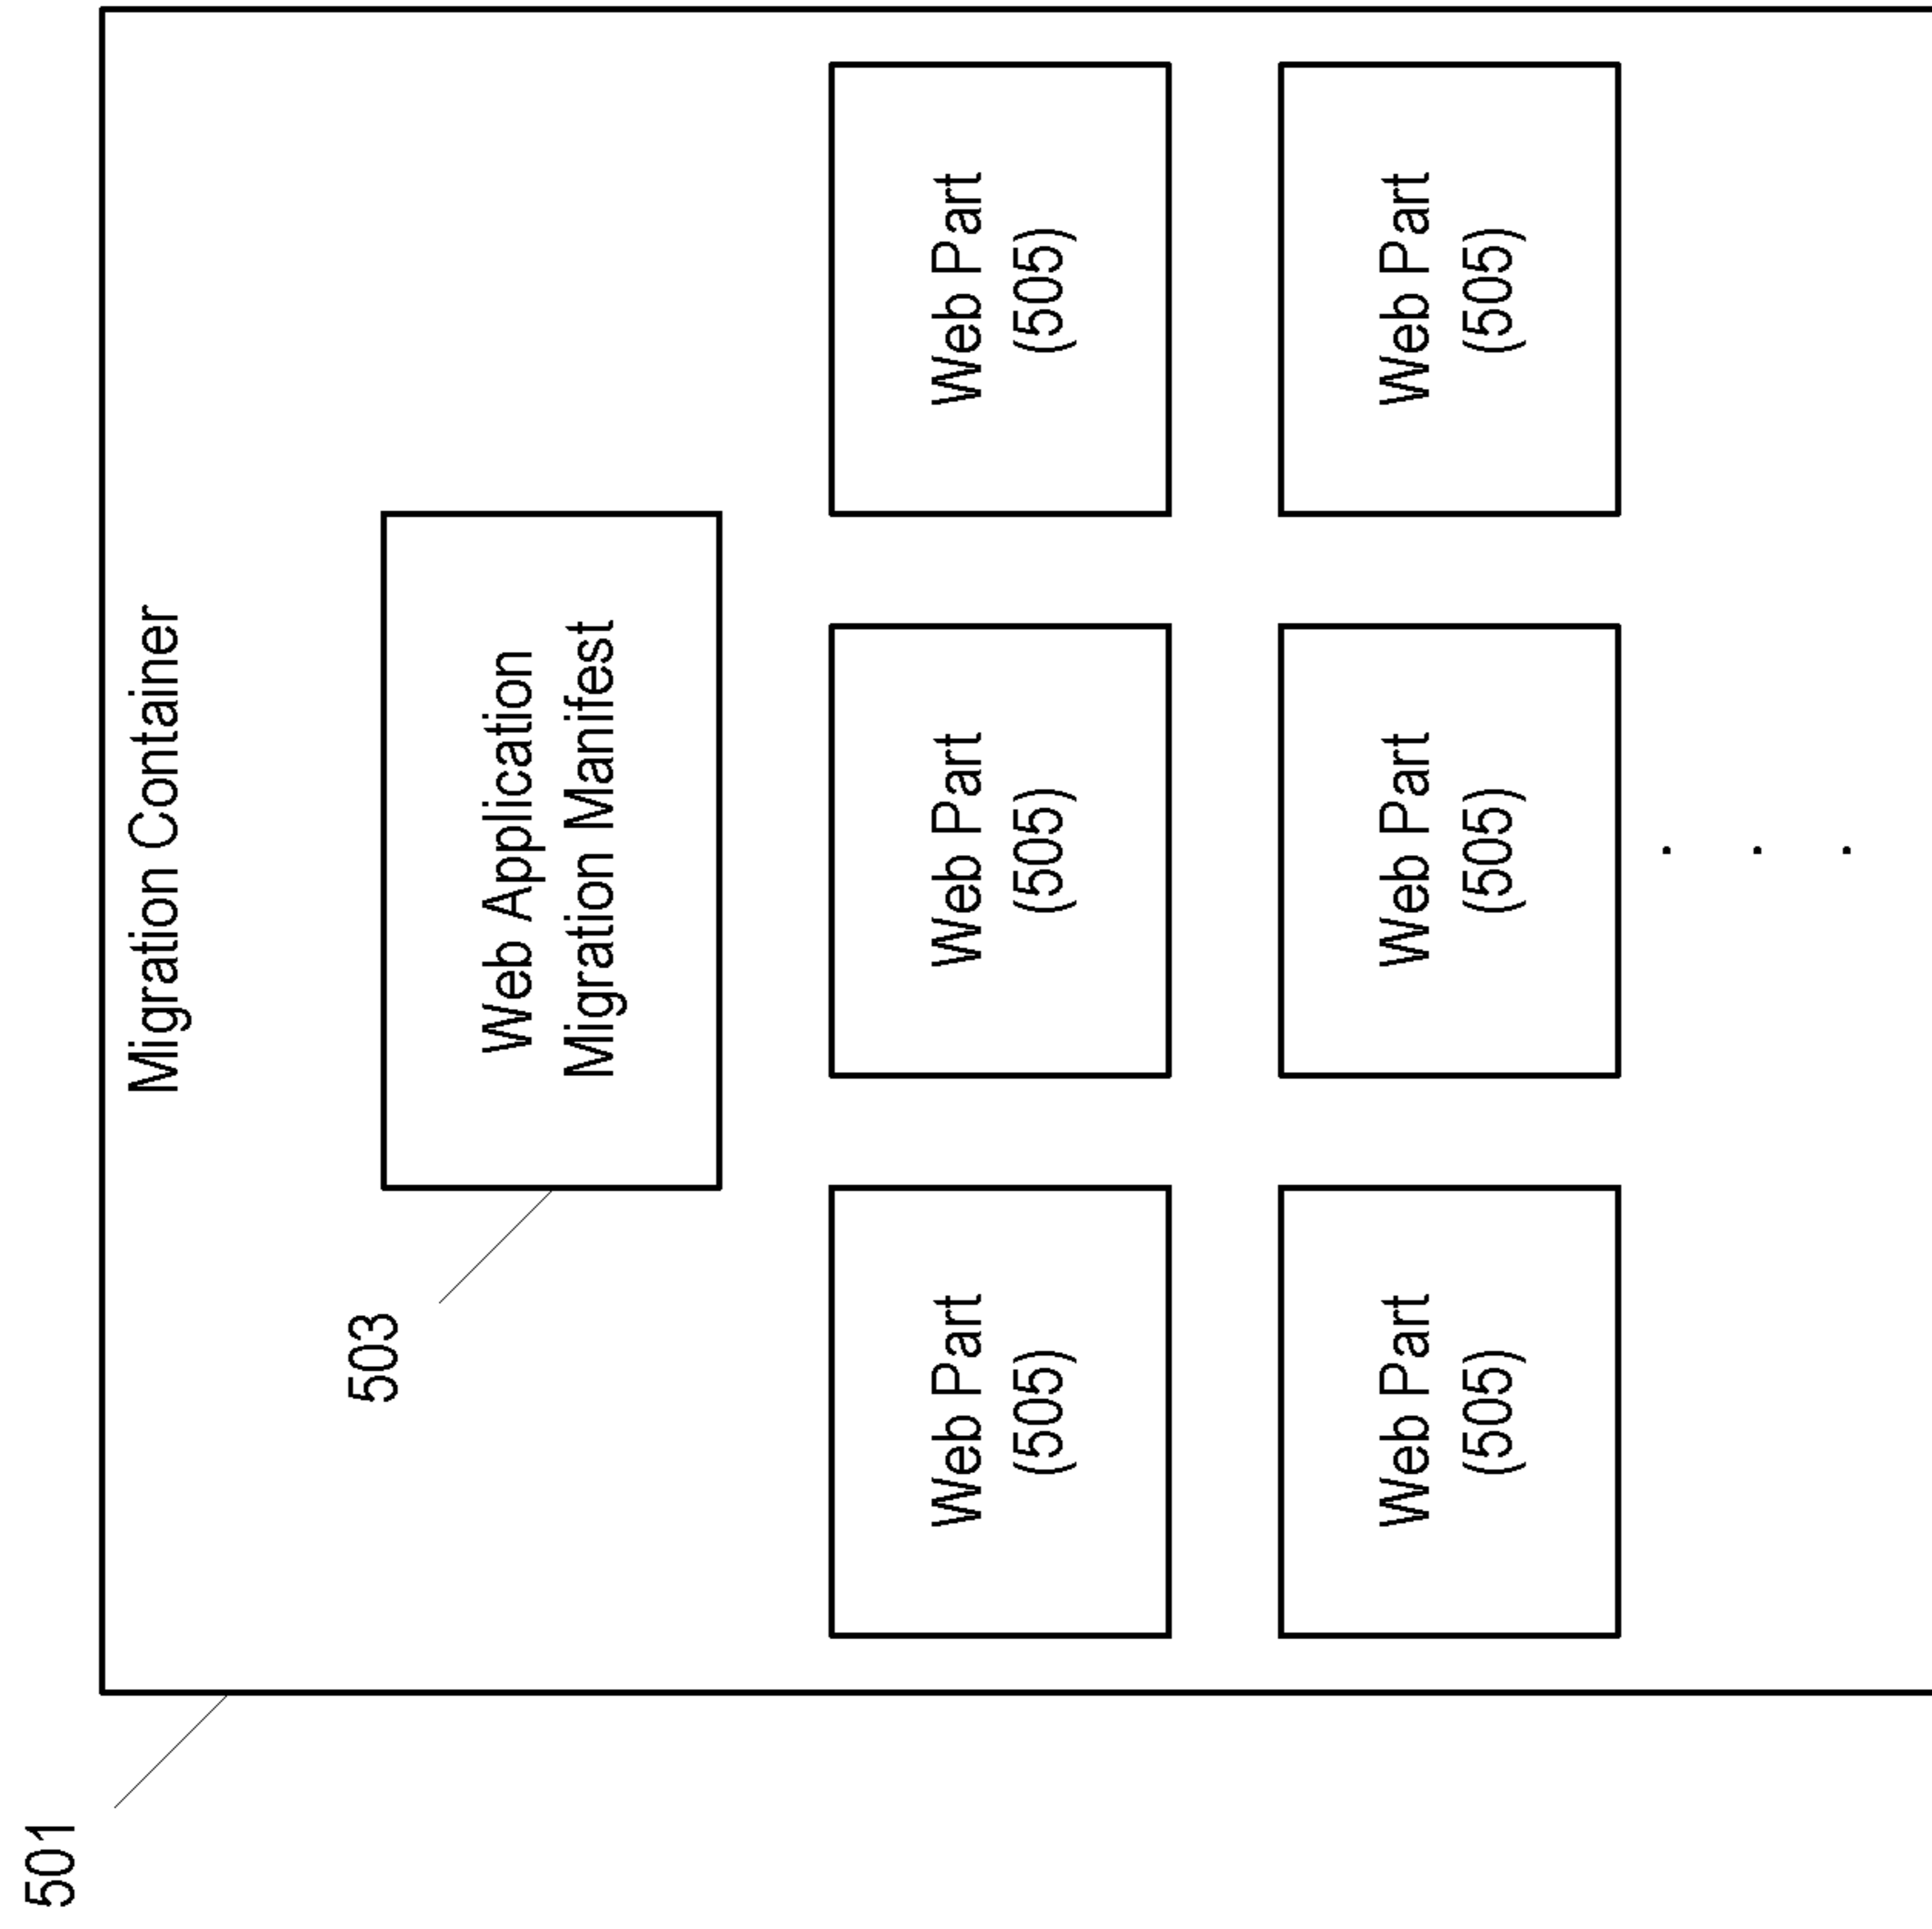 501
Migration Container
503
Web Application
Migration Manifest
Web Part
(505)
Web Part
(505)
Web Part
(505)
Web Part
(505)
Web Part
(505)
Web Part
(505)
. . .